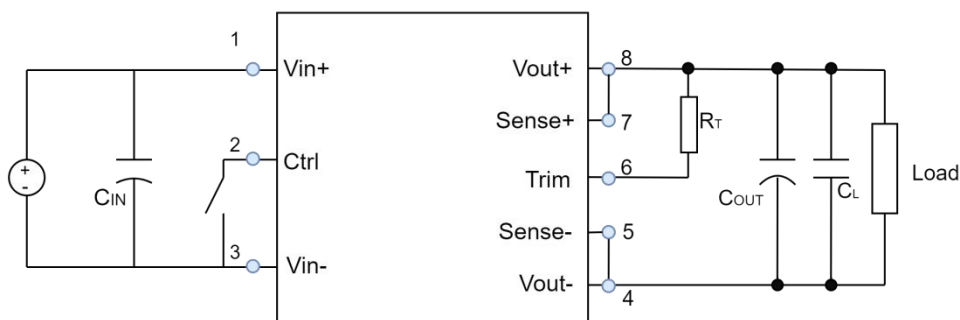 1
Vin+
2
Ctrl
3
Vin-
+
-
CIN
Vout+
8
Sense+
7
Trim
6
Sense-
5
Vout-
4
RT
COUT
CL
Load